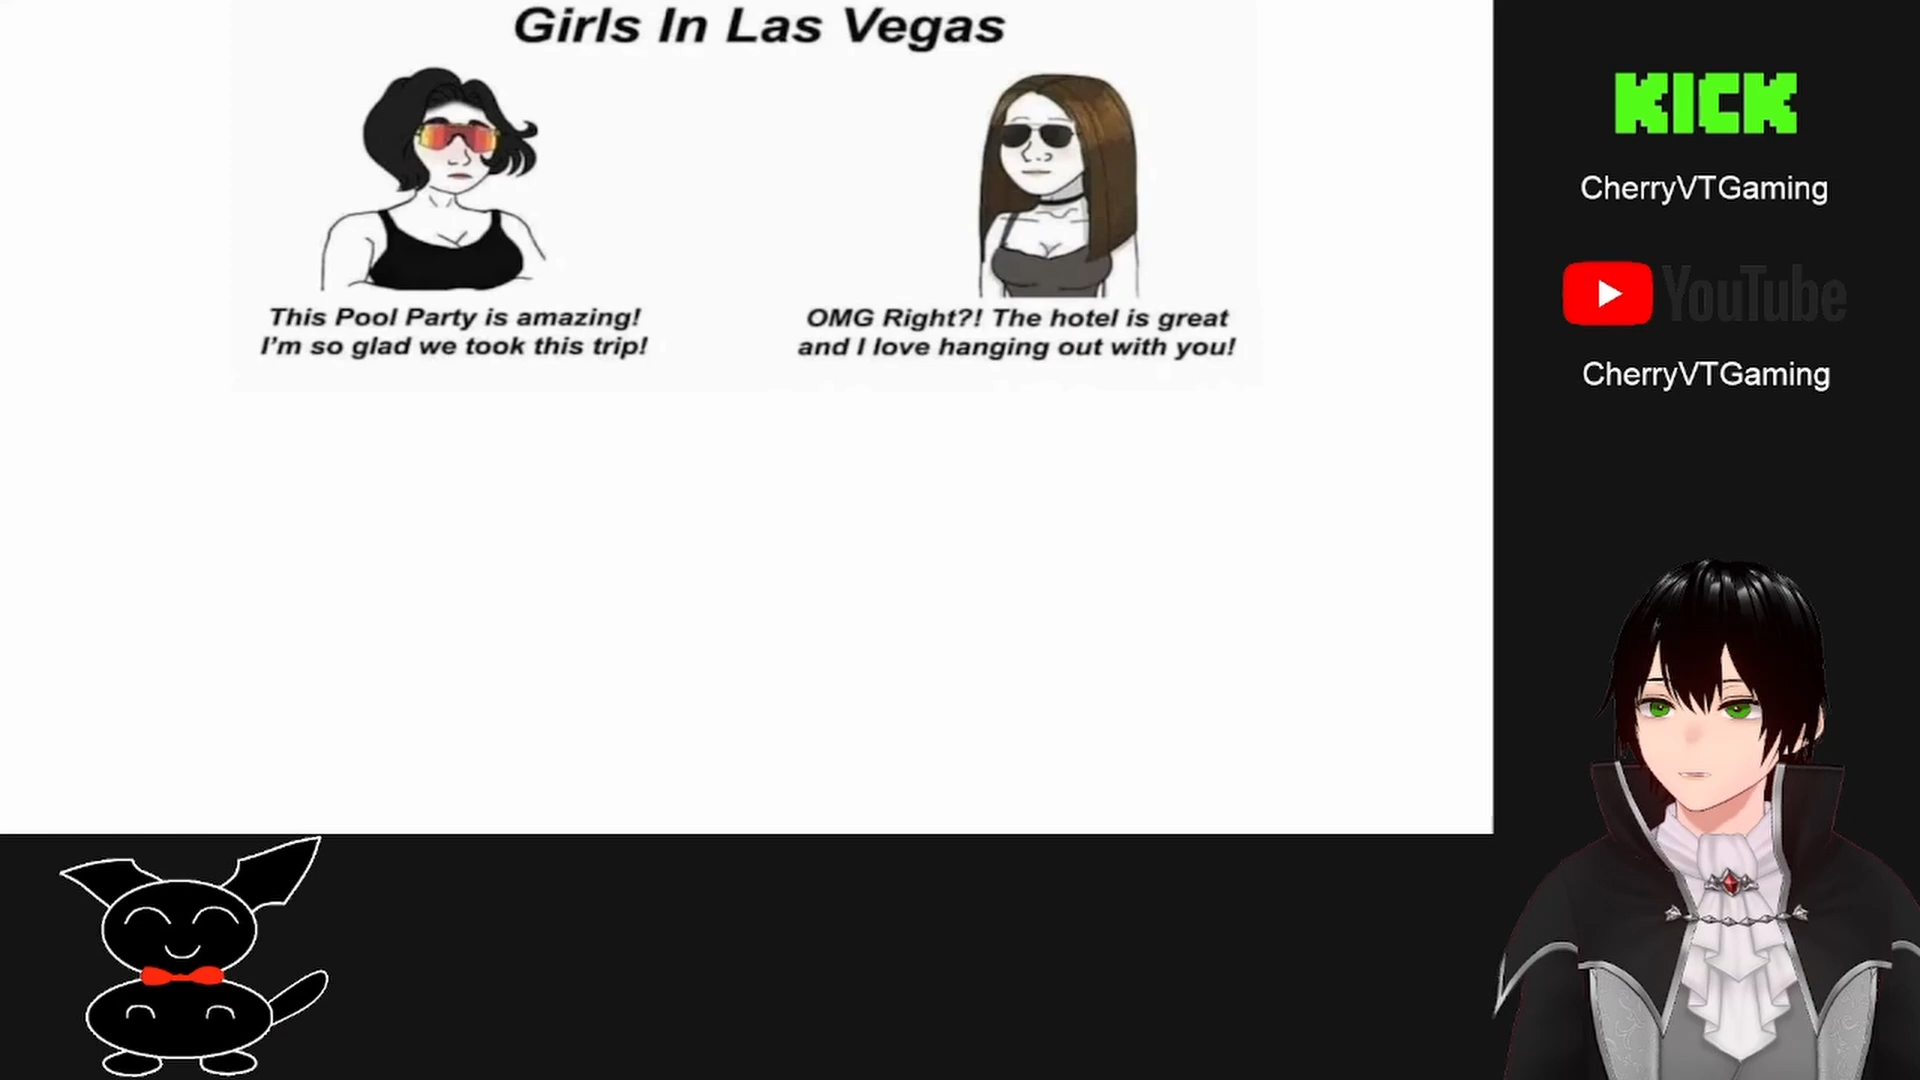 Girls In Las Vegas
This Pool Party is amazing!
I'm so glad we took this trip!
OMG Right?! The hotel is great
and I love hanging out with you!
KICK
CherryVTGaming
YouTube
CherryVTGaming